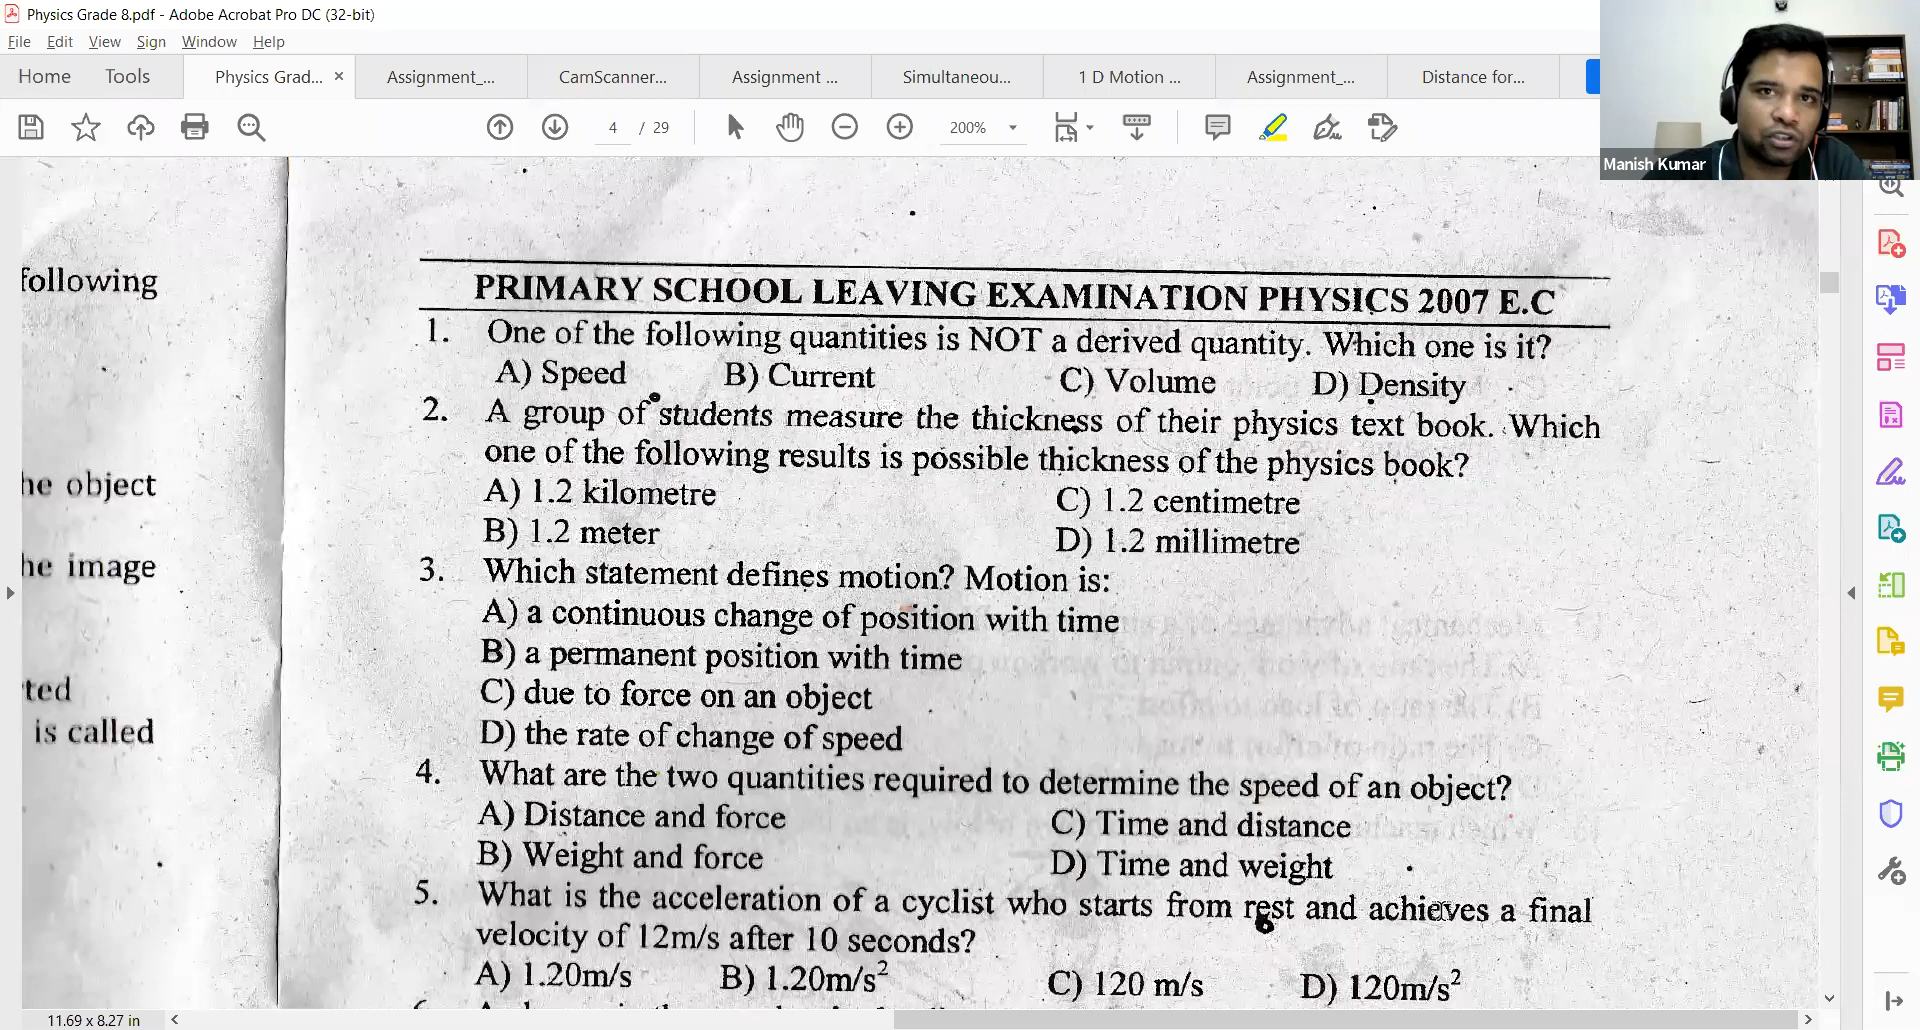 Physics Grade 8.pdf - Adobe Acrobat Pro DC (32-bit)
File Edit View Sign Window Help
Home Tools Physics Grad... × Assignment_... CamScanner... Assignment ... Simultaneou... 1 D Motion ... Assignment_... Distance for...
4 / 29 200%
Manish Kumar
following
he object
he image
ted
is called
PRIMARY SCHOOL LEAVING EXAMINATION PHYSICS 2007 E.C
1. One of the following quantities is NOT a derived quantity. Which one is it?
A) Speed B) Current C) Volume D) Density
2. A group of students measure the thickness of their physics text book. Which
one of the following results is possible thickness of the physics book?
A) 1.2 kilometre C) 1.2 centimetre
B) 1.2 meter D) 1.2 millimetre
3. Which statement defines motion? Motion is:
A) a continuous change of position with time
B) a permanent position with time
C) due to force on an object
D) the rate of change of speed
4. What are the two quantities required to determine the speed of an object?
A) Distance and force C) Time and distance
B) Weight and force D) Time and weight
5. What is the acceleration of a cyclist who starts from rest and achieves a final
velocity of 12m/s after 10 seconds?
A) 1.20m/s B) 1.20m/s² C) 120 m/s D) 120m/s²
11.69 x 8.27 in